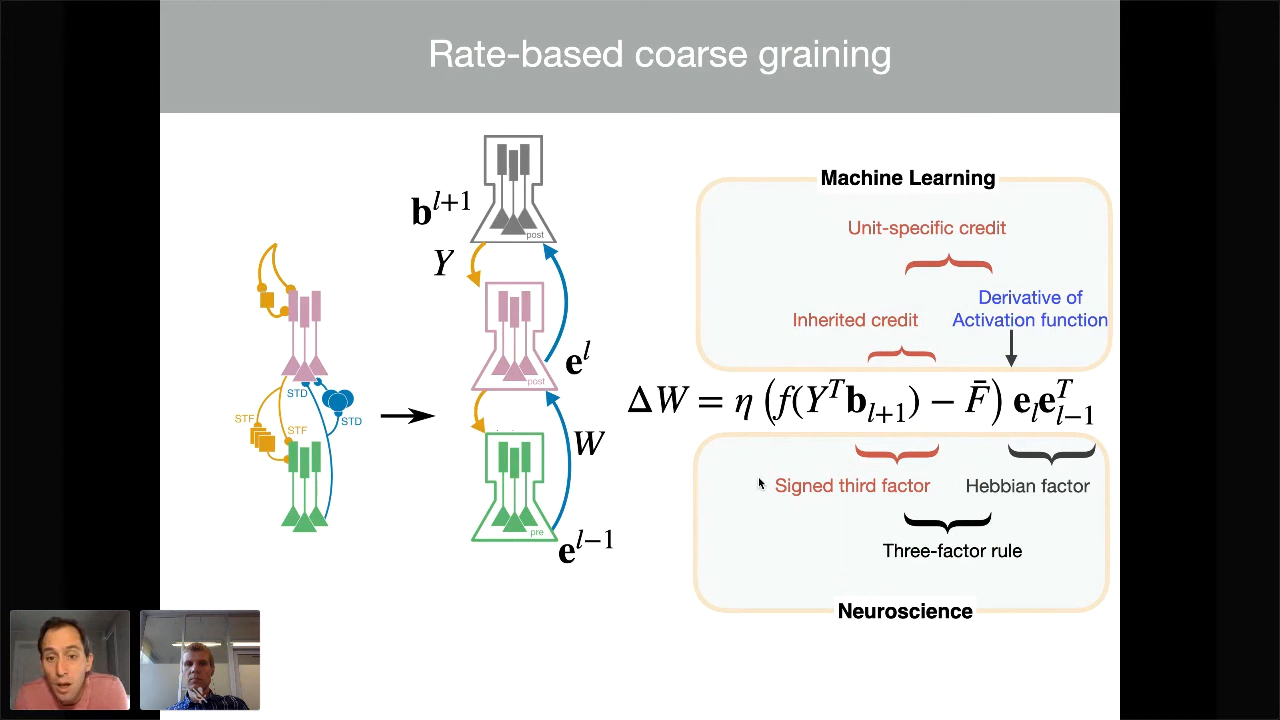 Rate-based coarse graining
Machine Learning
Unit-specific credit
Derivative of
Inherited credit
Activation function
ΔW = η (f(Yᵀb_{l+1}) − F̄) e_l e_{l−1}^T
Signed third factor
Hebbian factor
Three-factor rule
Neuroscience
b^{l+1}
post
Y
e^l
post
W
pre
e^{l−1}
STD
STF
STD
STF